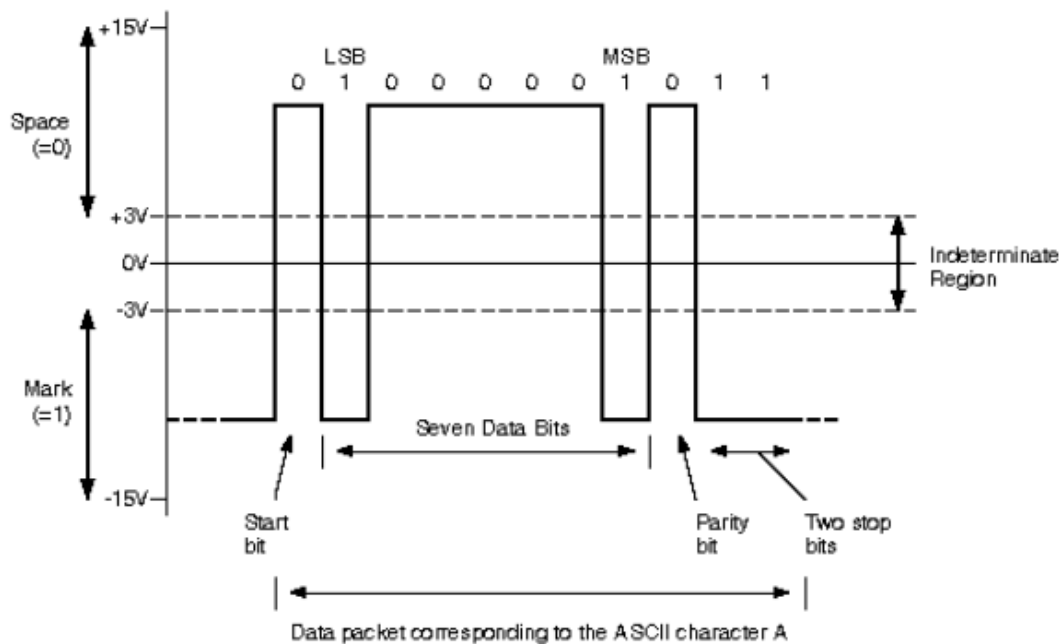 +15V
LSB MSB
0 1 0 0 0 0 0 1 0 1 1
Space
(=0)
+3V
0V
Indeterminate
Region
-3V
Mark
(=1)
Seven Data Bits
-15V
Start
bit
Parity
bit
Two stop
bits
Data packet corresponding to the ASCII character A